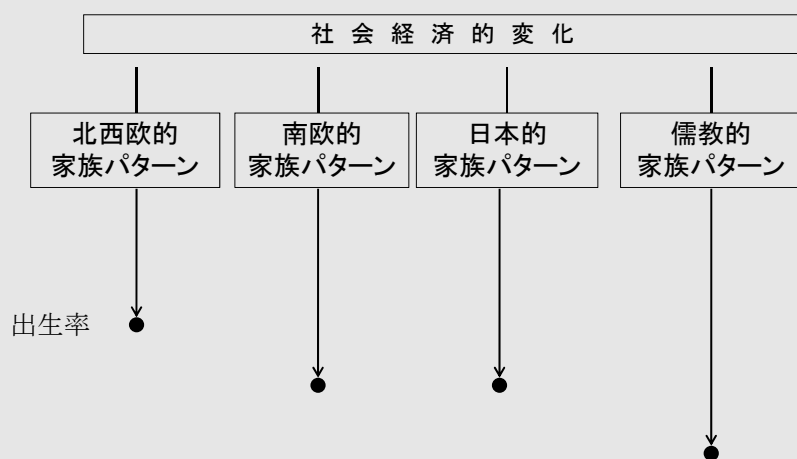 社会経済的変化
北西欧的
家族パターン
南欧的
家族パターン
日本的
家族パターン
儒教的
家族パターン
出生率